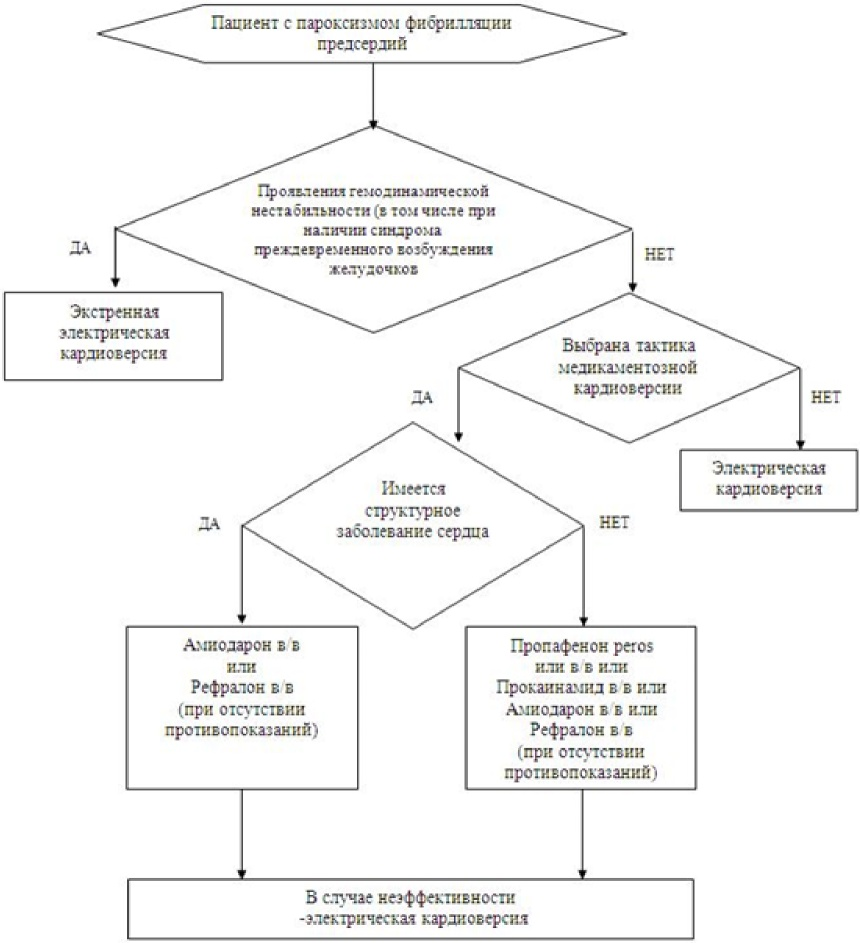 Пациент с пароксизмом фибрилляции
предсердий
Проявления гемодинамической
нестабильности (в том числе при
наличии синдрома
преждевременного возбуждения
желудочков
ДА
НЕТ
Экстренная
электрическая
кардиоверсия
Выбрана тактика
медикаментозной
кардиоверсии
ДА
НЕТ
Электрическая
кардиоверсия
Имеется
структурное
заболевание сердца
ДА
НЕТ
Амиодарон в/в
или
Рефралон в/в
(при отсутствии
противопоказаний)
Пропафенон peros
или в/в или
Прокаинамид в/в или
Амиодарон в/в или
Рефралон в/в
(при отсутствии
противопоказаний)
В случае неэффективности
-электрическая кардиоверсия